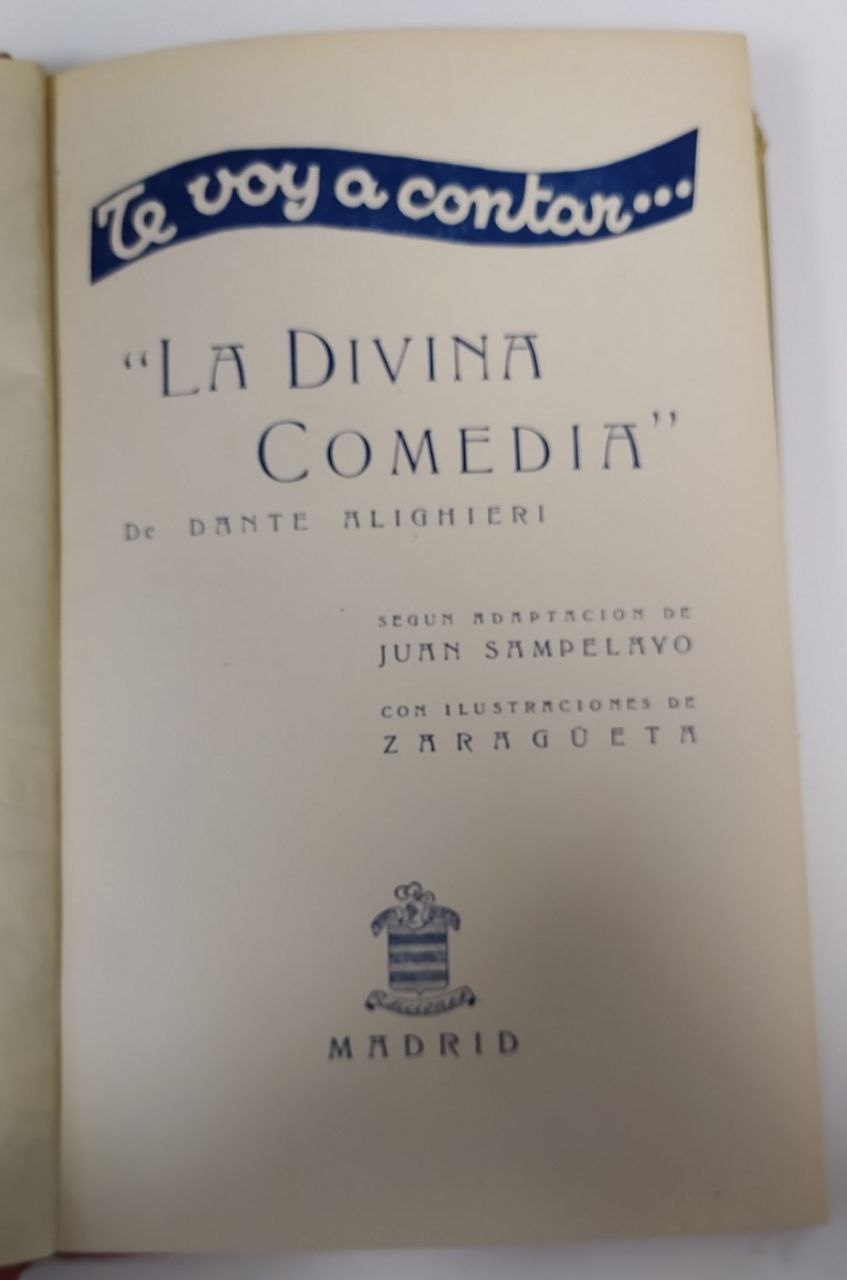 Te voy a contar...
“LA DIVINA
COMEDIA”
De DANTE ALIGHIERI
SEGUN ADAPTACION DE
JUAN SAMPELAYO
CON ILUSTRACIONES DE
ZARAGÜETA
Ediciones
MADRID